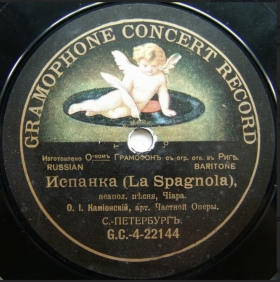 GRAMOPHONE CONCERT RECORD
Изготовлено О-вомъ ГРАМОФОНЪ съ огр. отв. въ Ригѣ.
RUSSIAN BARITONE
Испанка (La Spagnola),
неапол. пѣсня, Чіара.
О. І. Каміонскій, арт. Частной Оперы.
С.-ПЕТЕРБУРГЪ.
G.C.-4-22144